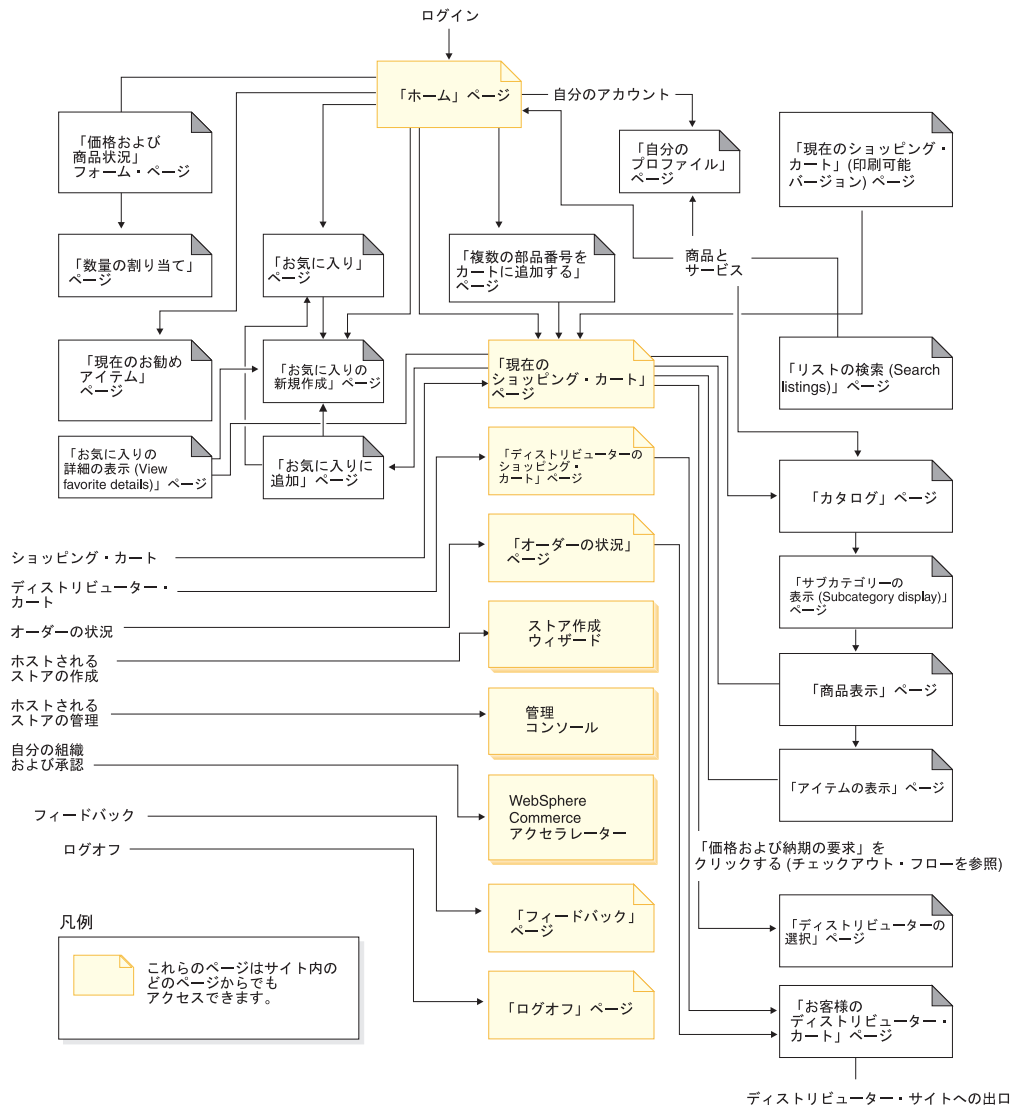 ログイン
「ホーム」ページ
自分のアカウント
「価格および
商品状況」
フォーム・ページ
「自分の
プロファイル」
ページ
「現在のショッピング・
カート」(印刷可能
バージョン) ページ
「数量の割り当て」
ページ
「お気に入り」
ページ
「複数の部品番号を
カートに追加する」
ページ
商品と
サービス
「現在のお勧め
アイテム」
ページ
「お気に入りの
新規作成」ページ
「現在の
ショッピング・カート」
ページ
「リストの検索 (Search
listings)」ページ
「お気に入りの
詳細の表示 (View
favorite details)」ページ
「お気に入りに
追加」ページ
「ディストリビューターの
ショッピング・
カート」ページ
「カタログ」ページ
ショッピング・カート
「オーダーの状況」
ページ
ディストリビューター・
カート
「サブカテゴリーの
表示 (Subcategory display)」
ページ
オーダーの状況
ストア作成
ウィザード
ホストされる
ストアの作成
「商品表示」ページ
ホストされる
ストアの管理
管理
コンソール
自分の組織
および承認
「アイテムの表示」ページ
WebSphere
Commerce
アクセラレーター
フィードバック
ログオフ
「価格および納期の要求」を
クリックする (チェックアウト・フローを参照)
「フィードバック」
ページ
「ディストリビューターの
選択」ページ
凡例
これらのページはサイト内の
どのページからでも
アクセスできます。
「ログオフ」ページ
「お客様の
ディストリビューター・
カート」ページ
ディストリビューター・サイトへの出口